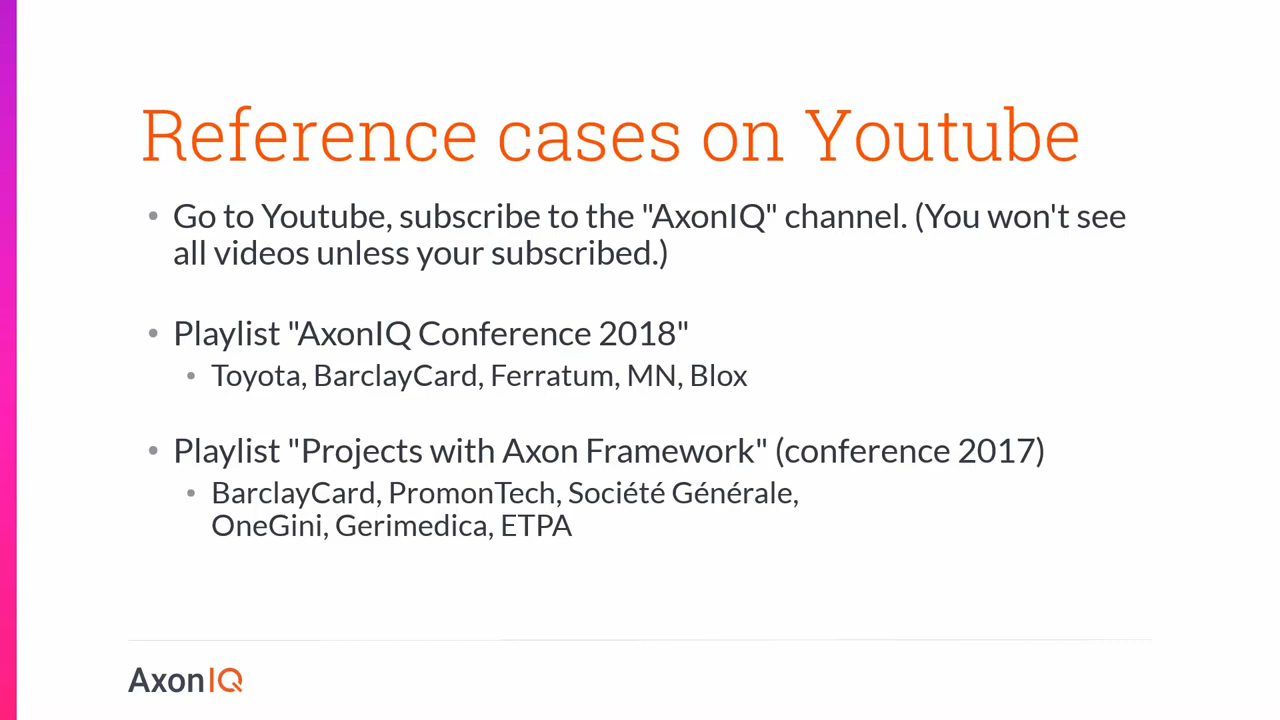 Reference cases on Youtube
• Go to Youtube, subscribe to the "AxonIQ" channel. (You won't see
all videos unless your subscribed.)
• Playlist "AxonIQ Conference 2018"
• Toyota, BarclayCard, Ferratum, MN, Blox
• Playlist "Projects with Axon Framework" (conference 2017)
• BarclayCard, PromonTech, Société Générale,
OneGini, Gerimedica, ETPA
AxonIQ